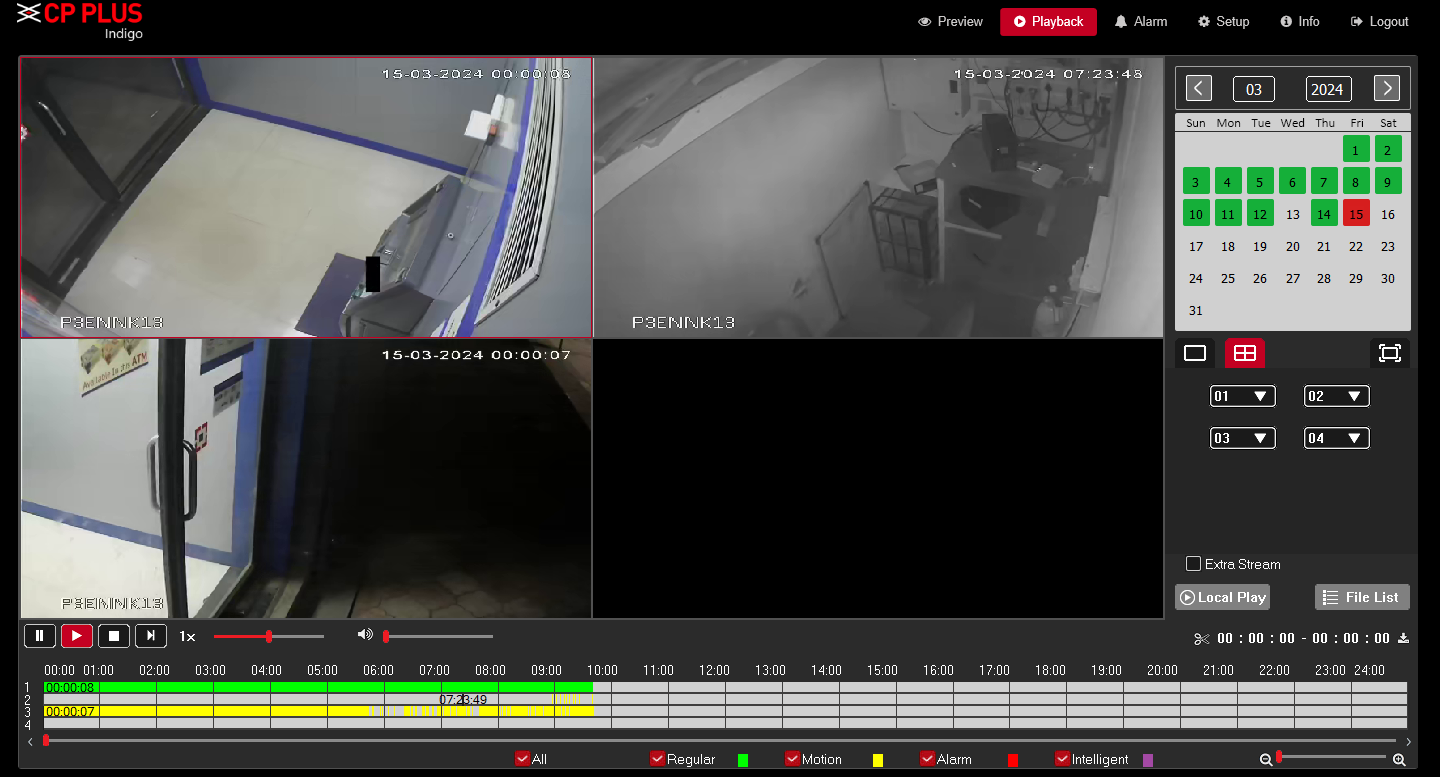 CP PLUS
Indigo
Preview Playback Alarm Setup Info Logout
15-03-2024 00:00:08
P3ENNK13
15-03-2024 07:23:48
P3ENNK13
Available in this ATM
15-03-2024 00:00:07
P3ENNK13
03 2024
Sun Mon Tue Wed Thu Fri Sat
1 2
3 4 5 6 7 8 9
10 11 12 13 14 15 16
17 18 19 20 21 22 23
24 25 26 27 28 29 30
31
01 02
03 04
Extra Stream
Local Play File List
1x
00 : 00 : 00 - 00 : 00 : 00
00:00 01:00 02:00 03:00 04:00 05:00 06:00 07:00 08:00 09:00 10:00 11:00 12:00 13:00 14:00 15:00 16:00 17:00 18:00 19:00 20:00 21:00 22:00 23:00 24:00
1 00:00:08
2 07:23:49
3 00:00:07
4
All Regular Motion Alarm Intelligent